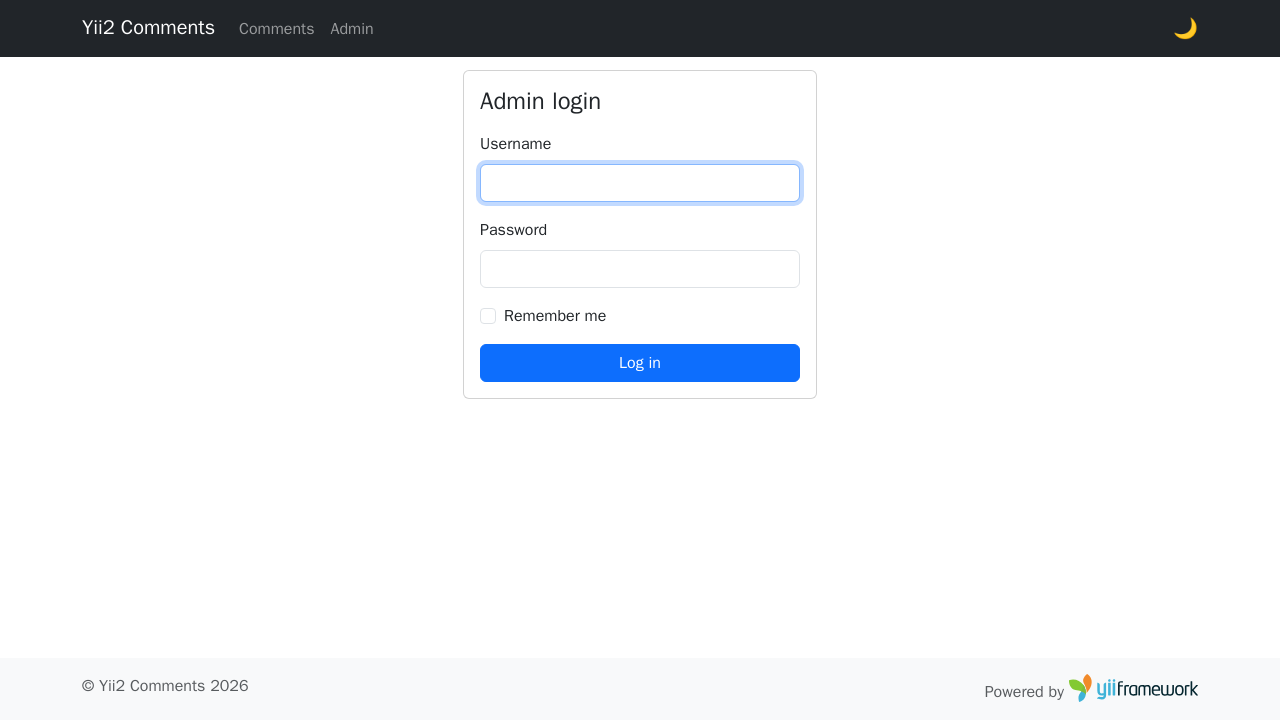 Yii2 Comments Comments Admin
Admin login
Username
Password
Remember me
Log in
© Yii2 Comments 2026
Powered by yiiframework